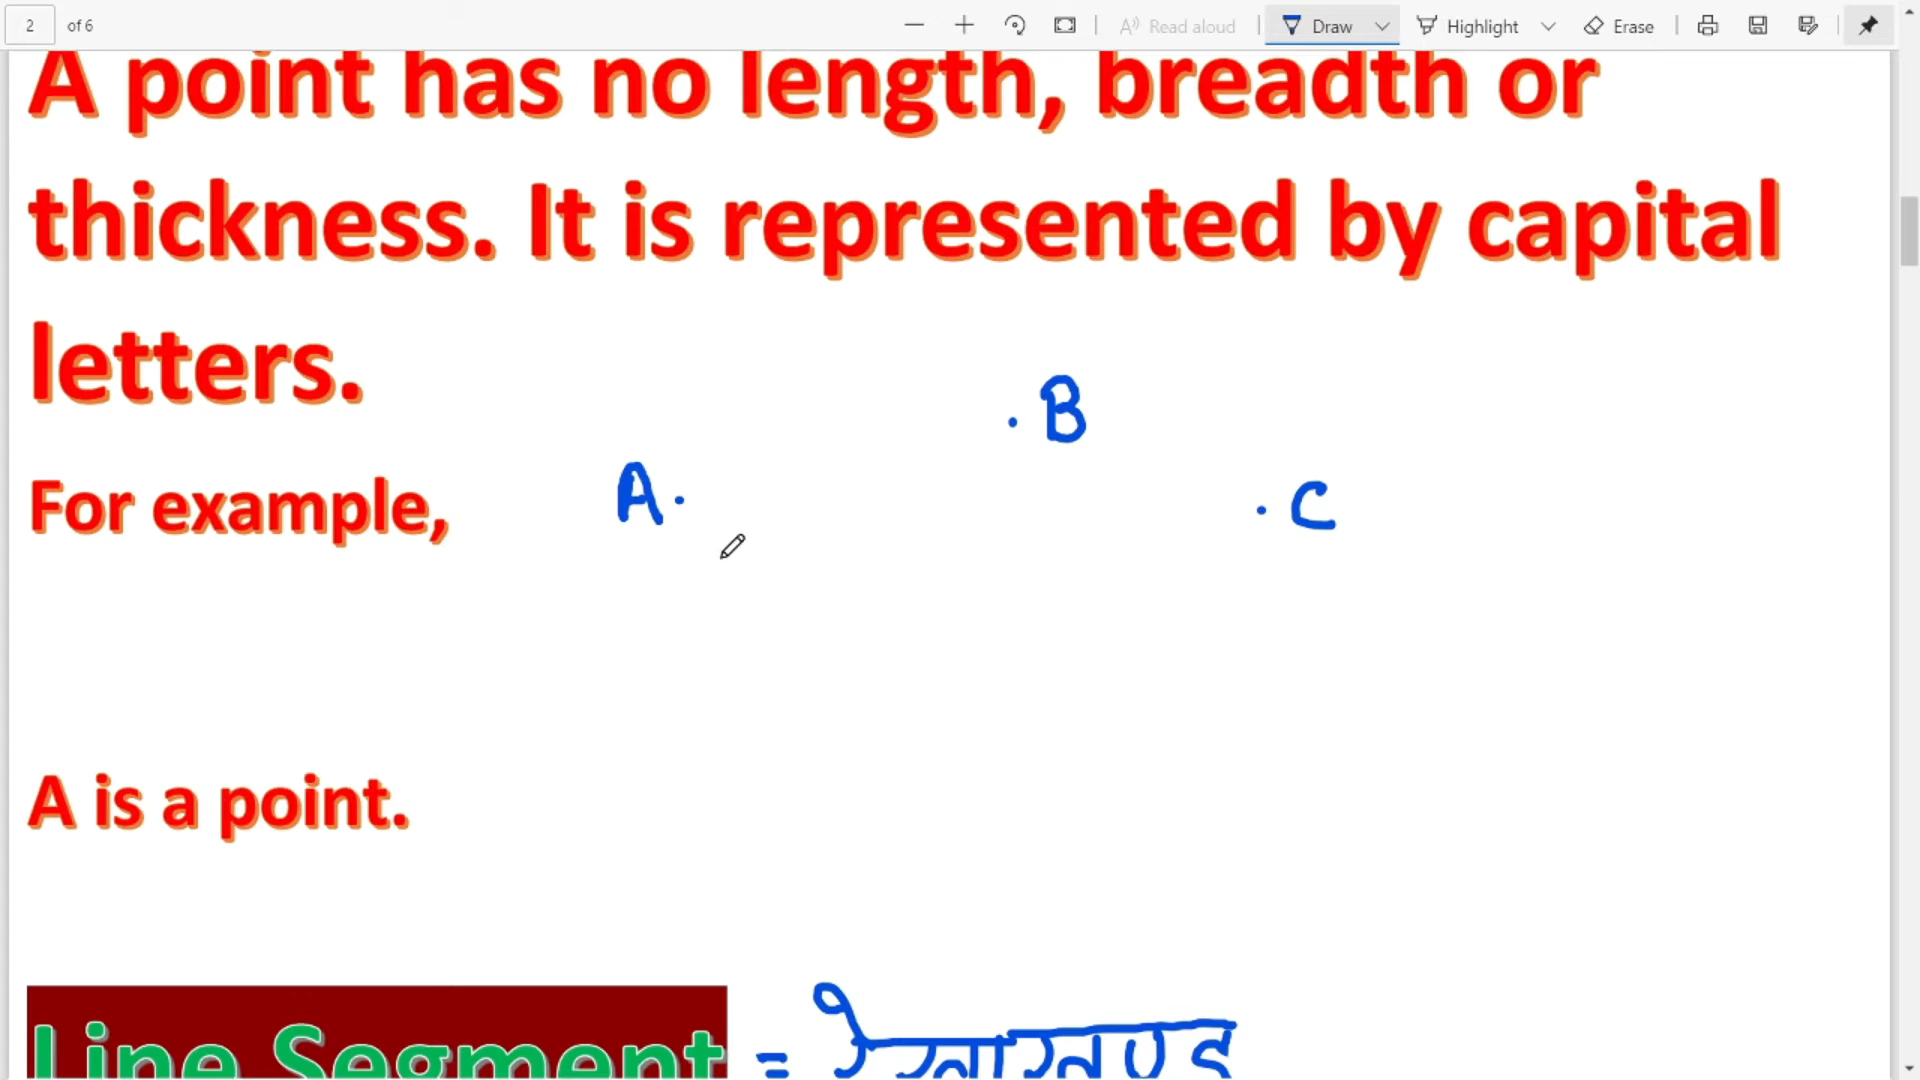 2 of 6 Read aloud Draw Highlight Erase
A point has no length, breadth or
thickness. It is represented by capital
letters.
. B
For example, A. . C
A is a point.
Line Segment = रेखाखण्ड